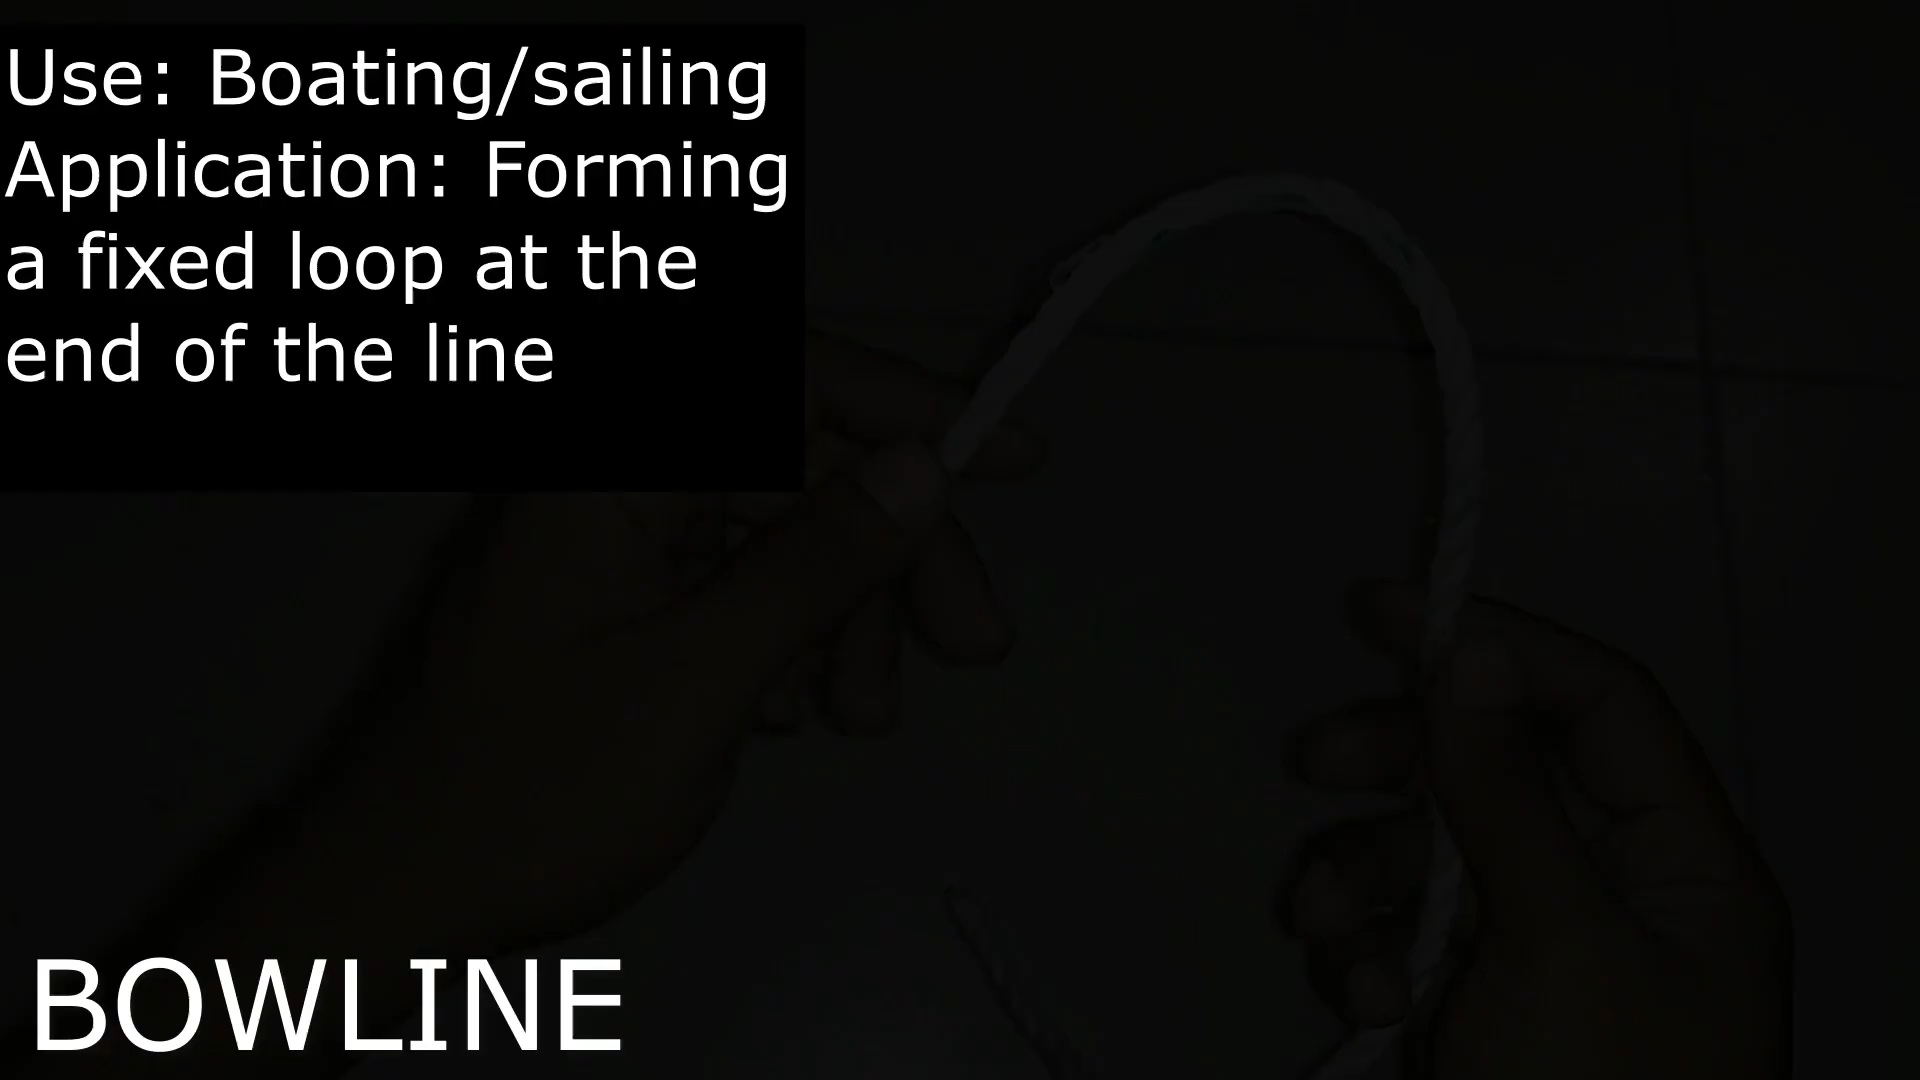 Use: Boating/sailing
Application: Forming
a fixed loop at the
end of the line
BOWLINE